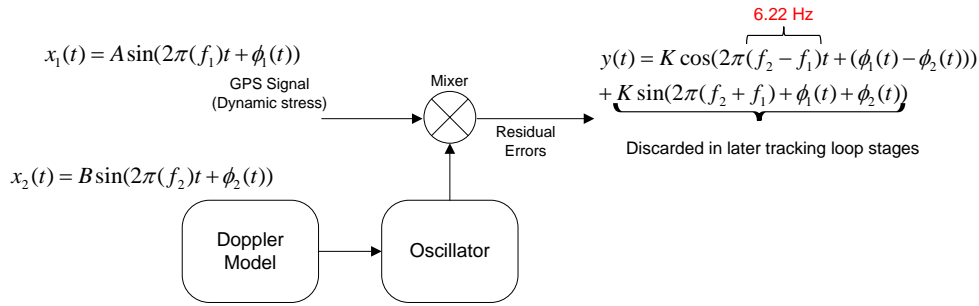 6.22 Hz
x₁(t) = A sin(2π(f₁)t + ϕ₁(t))
y(t) = K cos(2π(f₂ − f₁)t + (ϕ₁(t) − ϕ₂(t)))
+ K sin(2π(f₂ + f₁) + ϕ₁(t) + ϕ₂(t))
GPS Signal
(Dynamic stress)
Mixer
Residual
Errors
Discarded in later tracking loop stages
x₂(t) = B sin(2π(f₂)t + ϕ₂(t))
Doppler
Model
Oscillator